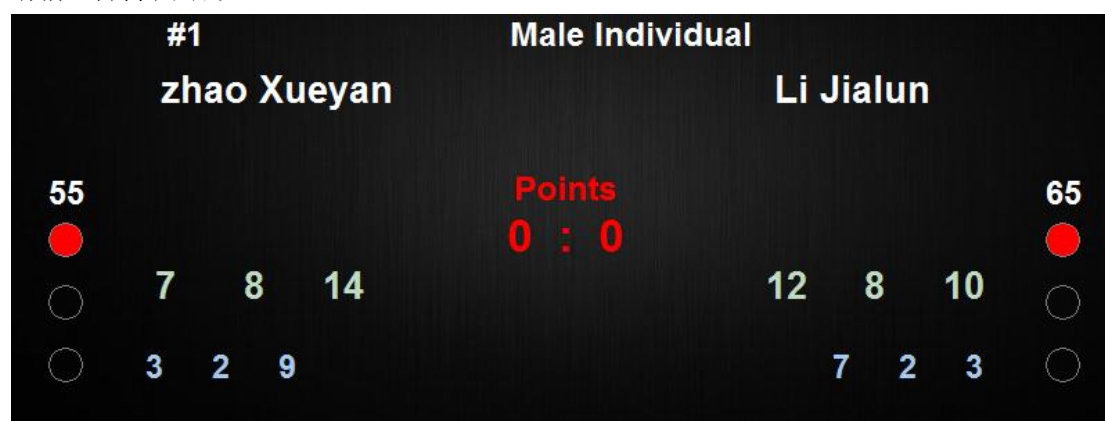 #1 Male Individual
zhao Xueyan Li Jialun
55 Points 65
0 : 0
7 8 14 12 8 10
3 2 9 7 2 3